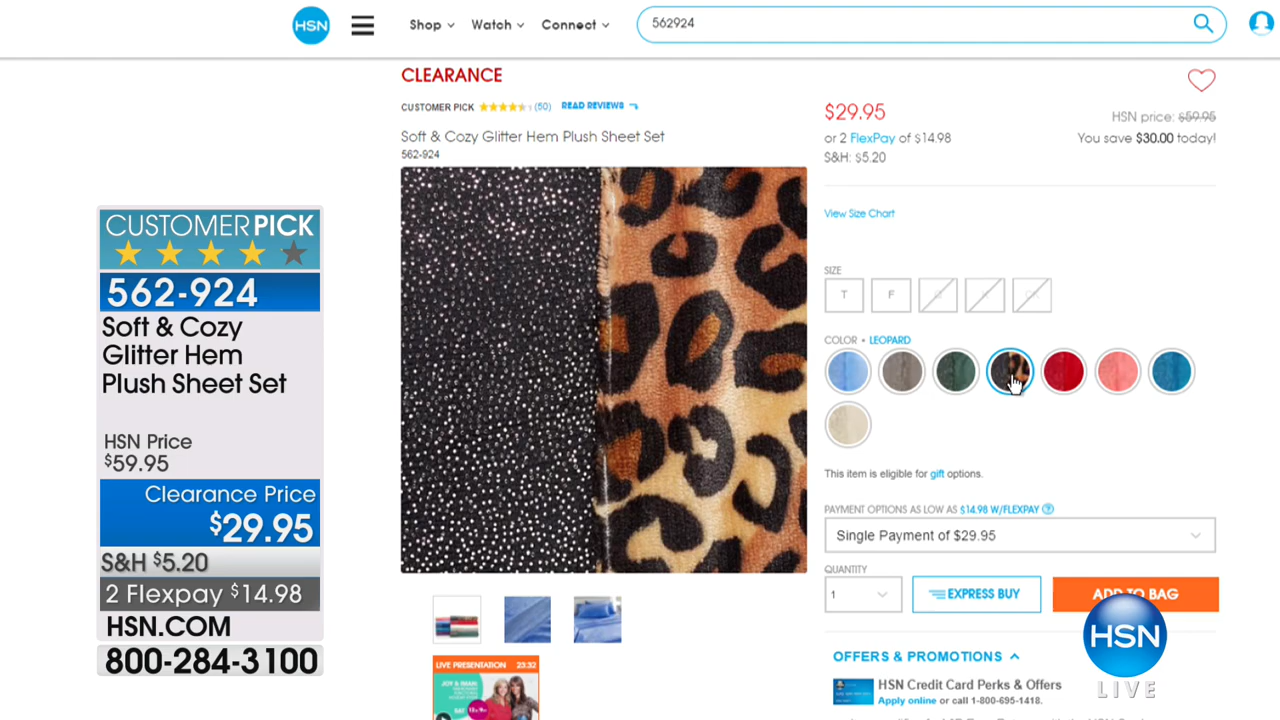 HSN
Shop
Watch
Connect
562924
CLEARANCE
CUSTOMER PICK
(50)
READ REVIEWS
Soft & Cozy Glitter Hem Plush Sheet Set
562-924
$29.95
or 2 FlexPay of $14.98
S&H: $5.20
HSN price: $59.95
You save $30.00 today!
View Size Chart
SIZE
T
F
COLOR • LEOPARD
This item is eligible for gift options.
PAYMENT OPTIONS AS LOW AS $14.98 W/FLEXPAY ?
Single Payment of $29.95
QUANTITY
1
EXPRESS BUY
ADD TO BAG
OFFERS & PROMOTIONS
HSN Credit Card Perks & Offers
Apply online or call 1-800-695-1418.
LIVE PRESENTATION 23:32
CUSTOMER PICK
562-924
Soft & Cozy
Glitter Hem
Plush Sheet Set
HSN Price
$59.95
Clearance Price
$29.95
S&H $5.20
2 Flexpay $14.98
HSN.COM
800-284-3100
HSN
LIVE